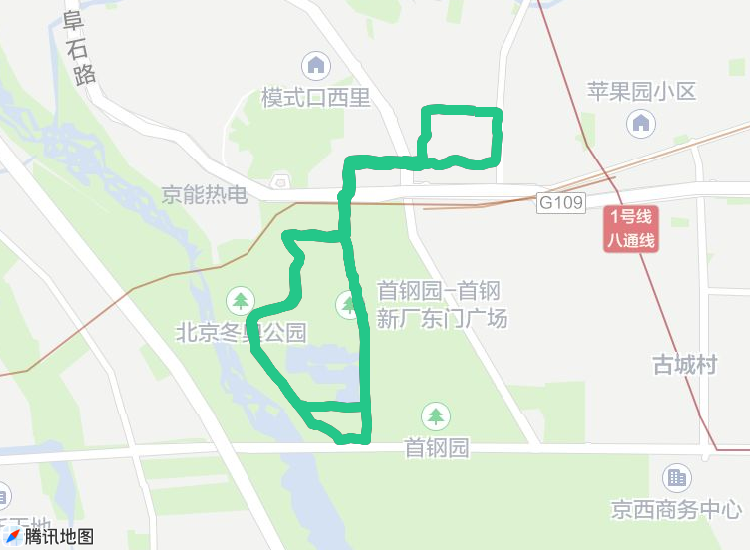 阜石路
模式口西里
苹果园小区
京能热电
G109
1号线
八通线
首钢园-首钢
新厂东门广场
北京冬奥公园
古城村
首钢园
京西商务中心
天地
腾讯地图